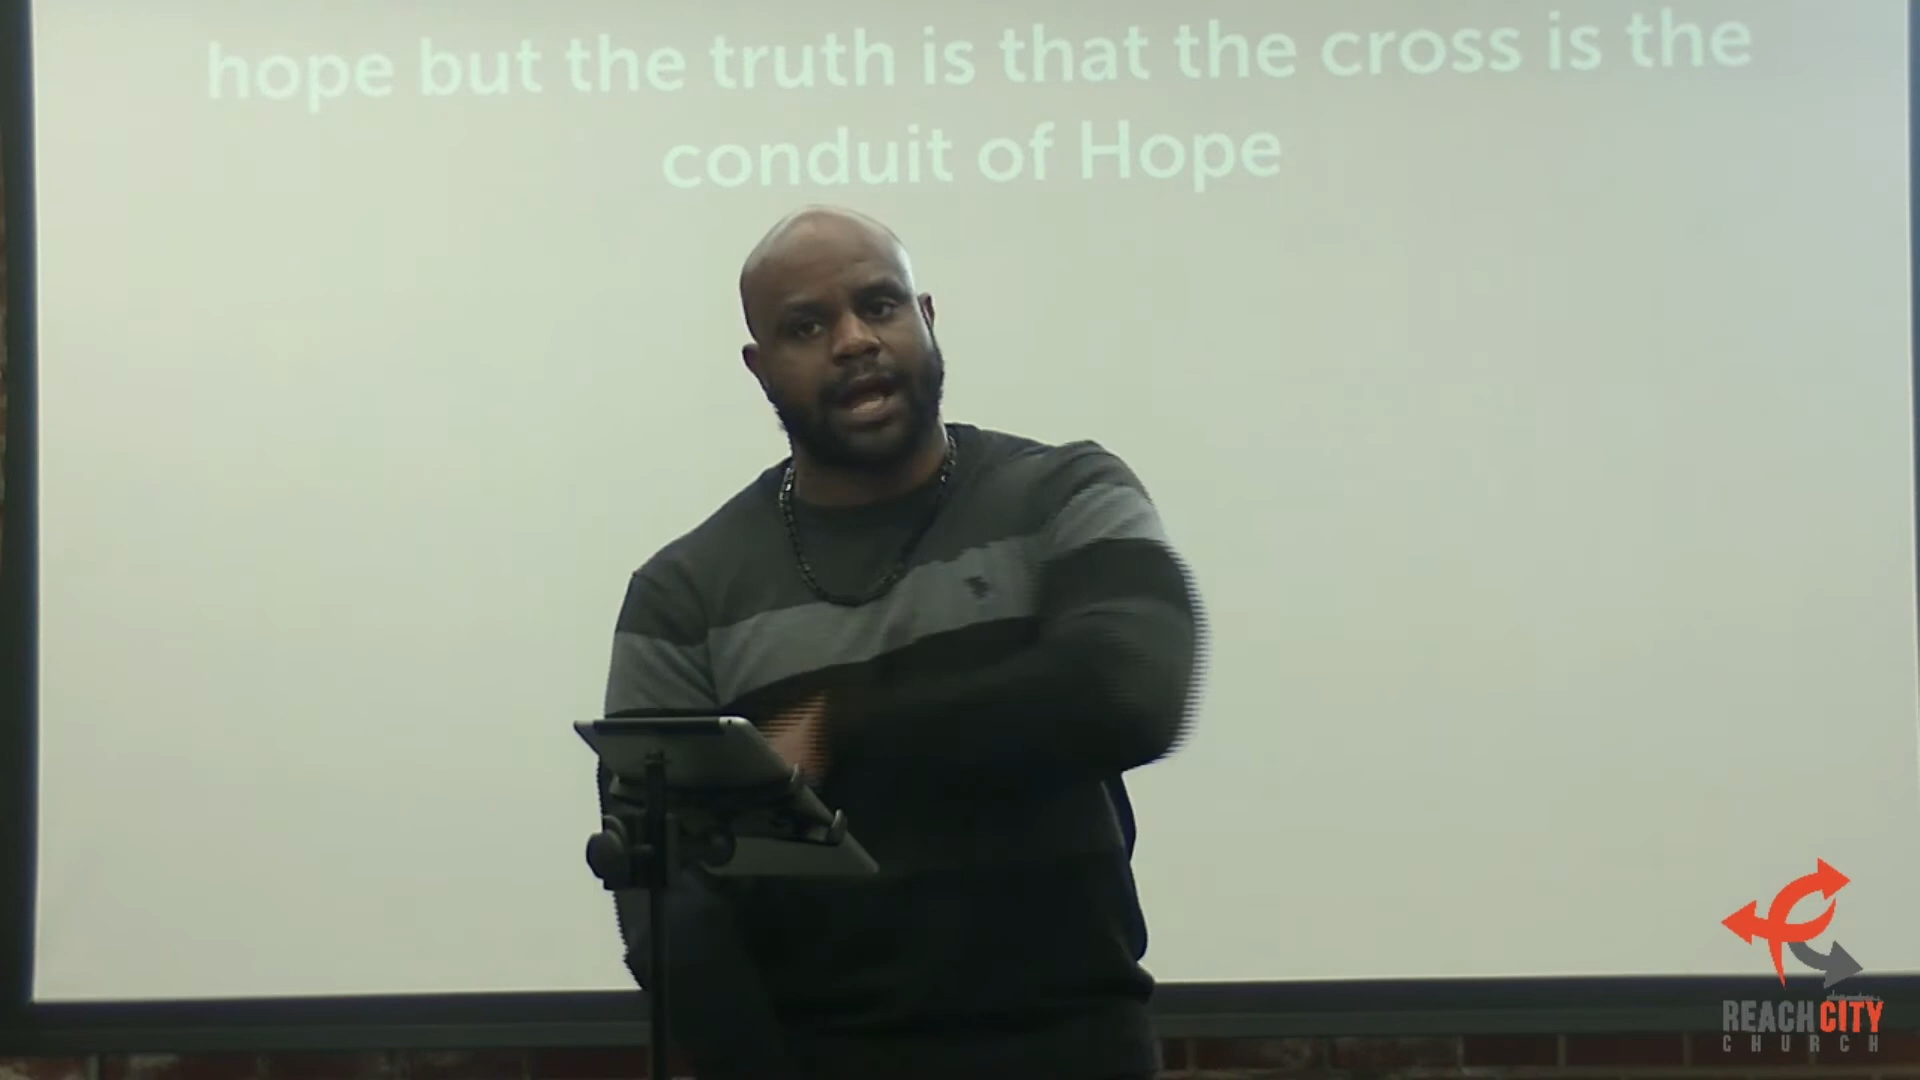 hope but the truth is that the cross is the
conduit of Hope
REACH CITY
CHURCH